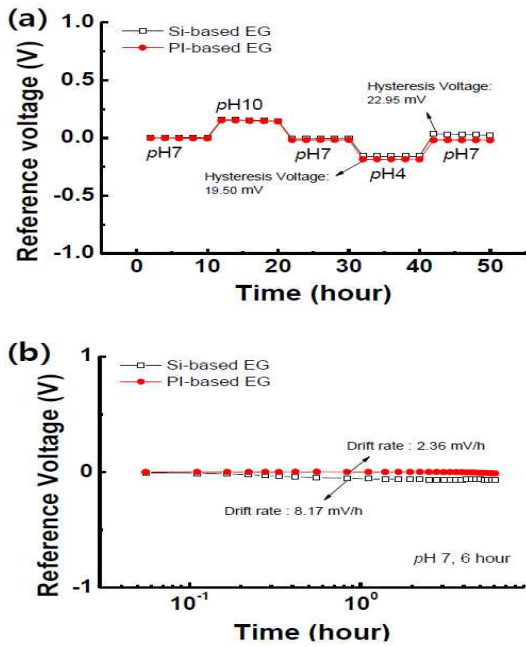 (a)
Si-based EG
PI-based EG
Reference voltage (V)
1.0
0.5
0.0
-0.5
-1.0
pH7
pH10
pH7
pH4
pH7
Hysteresis Voltage:
22.95 mV
Hysteresis Voltage:
19.50 mV
0 10 20 30 40 50
Time (hour)
(b)
Si-based EG
PI-based EG
Reference Voltage (V)
1
0
-1
Drift rate : 2.36 mV/h
Drift rate : 8.17 mV/h
pH 7, 6 hour
10⁻¹ 10⁰ 10¹
Time (hour)